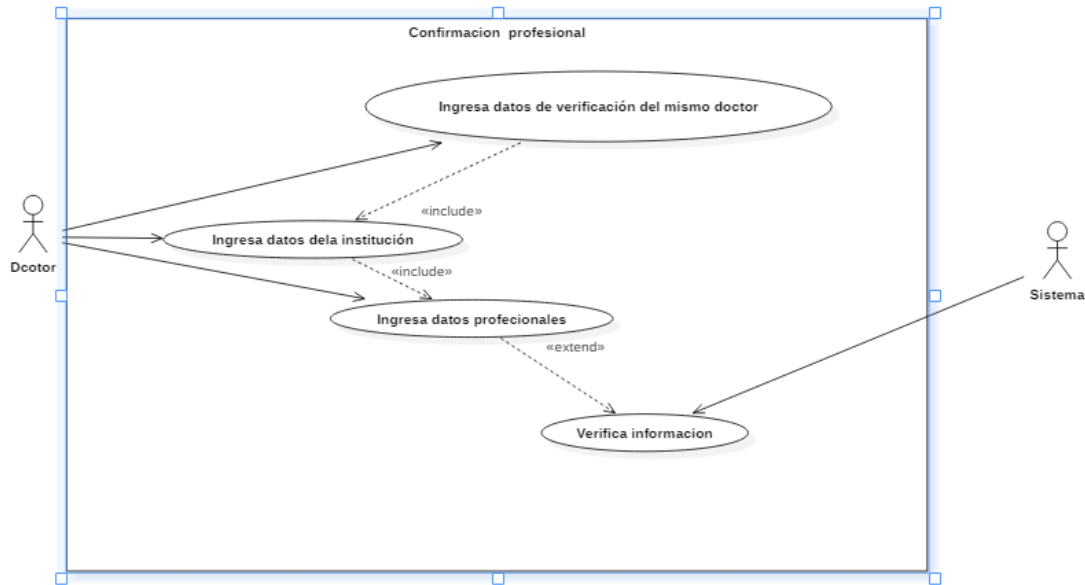 Confirmacion profesional
Ingresa datos de verificación del mismo doctor
«include»
Ingresa datos dela institución
Dcotor
«include»
Sistema
Ingresa datos profecionales
«extend»
Verifica informacion